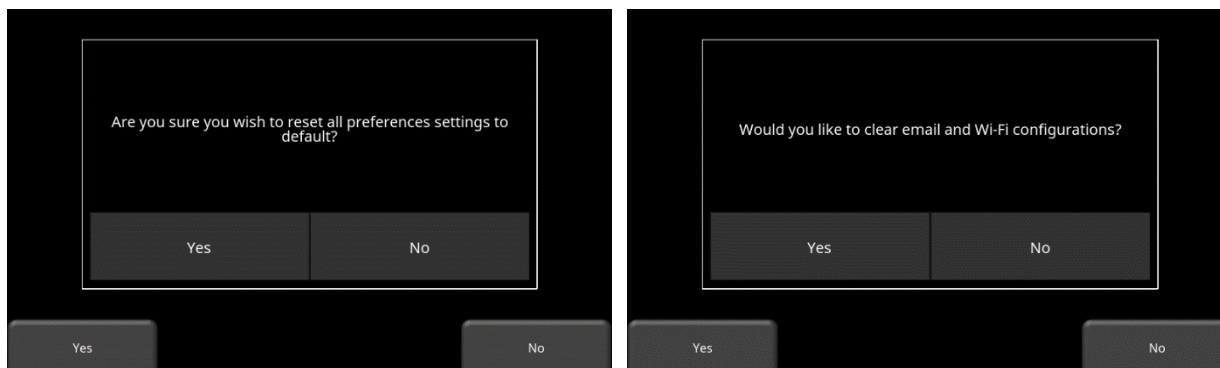 Are you sure you wish to reset all preferences settings to
default?
Yes
No
Yes
No
Would you like to clear email and Wi-Fi configurations?
Yes
No
Yes
No